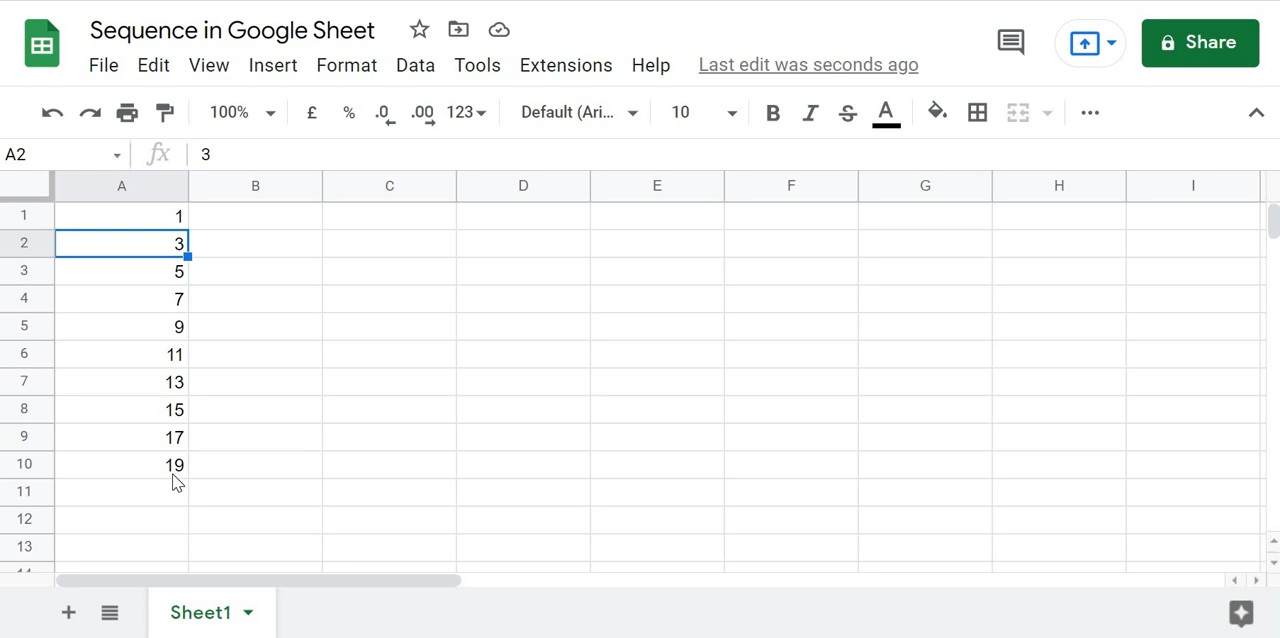 Sequence in Google Sheet
File Edit View Insert Format Data Tools Extensions Help Last edit was seconds ago
Share
100% £ % .0 .00 123 Default (Ari... 10 B I S A
A2 fx 3
A B C D E F G H I
1 1
2 3
3 5
4 7
5 9
6 11
7 13
8 15
9 17
10 19
11
12
13
14
Sheet1